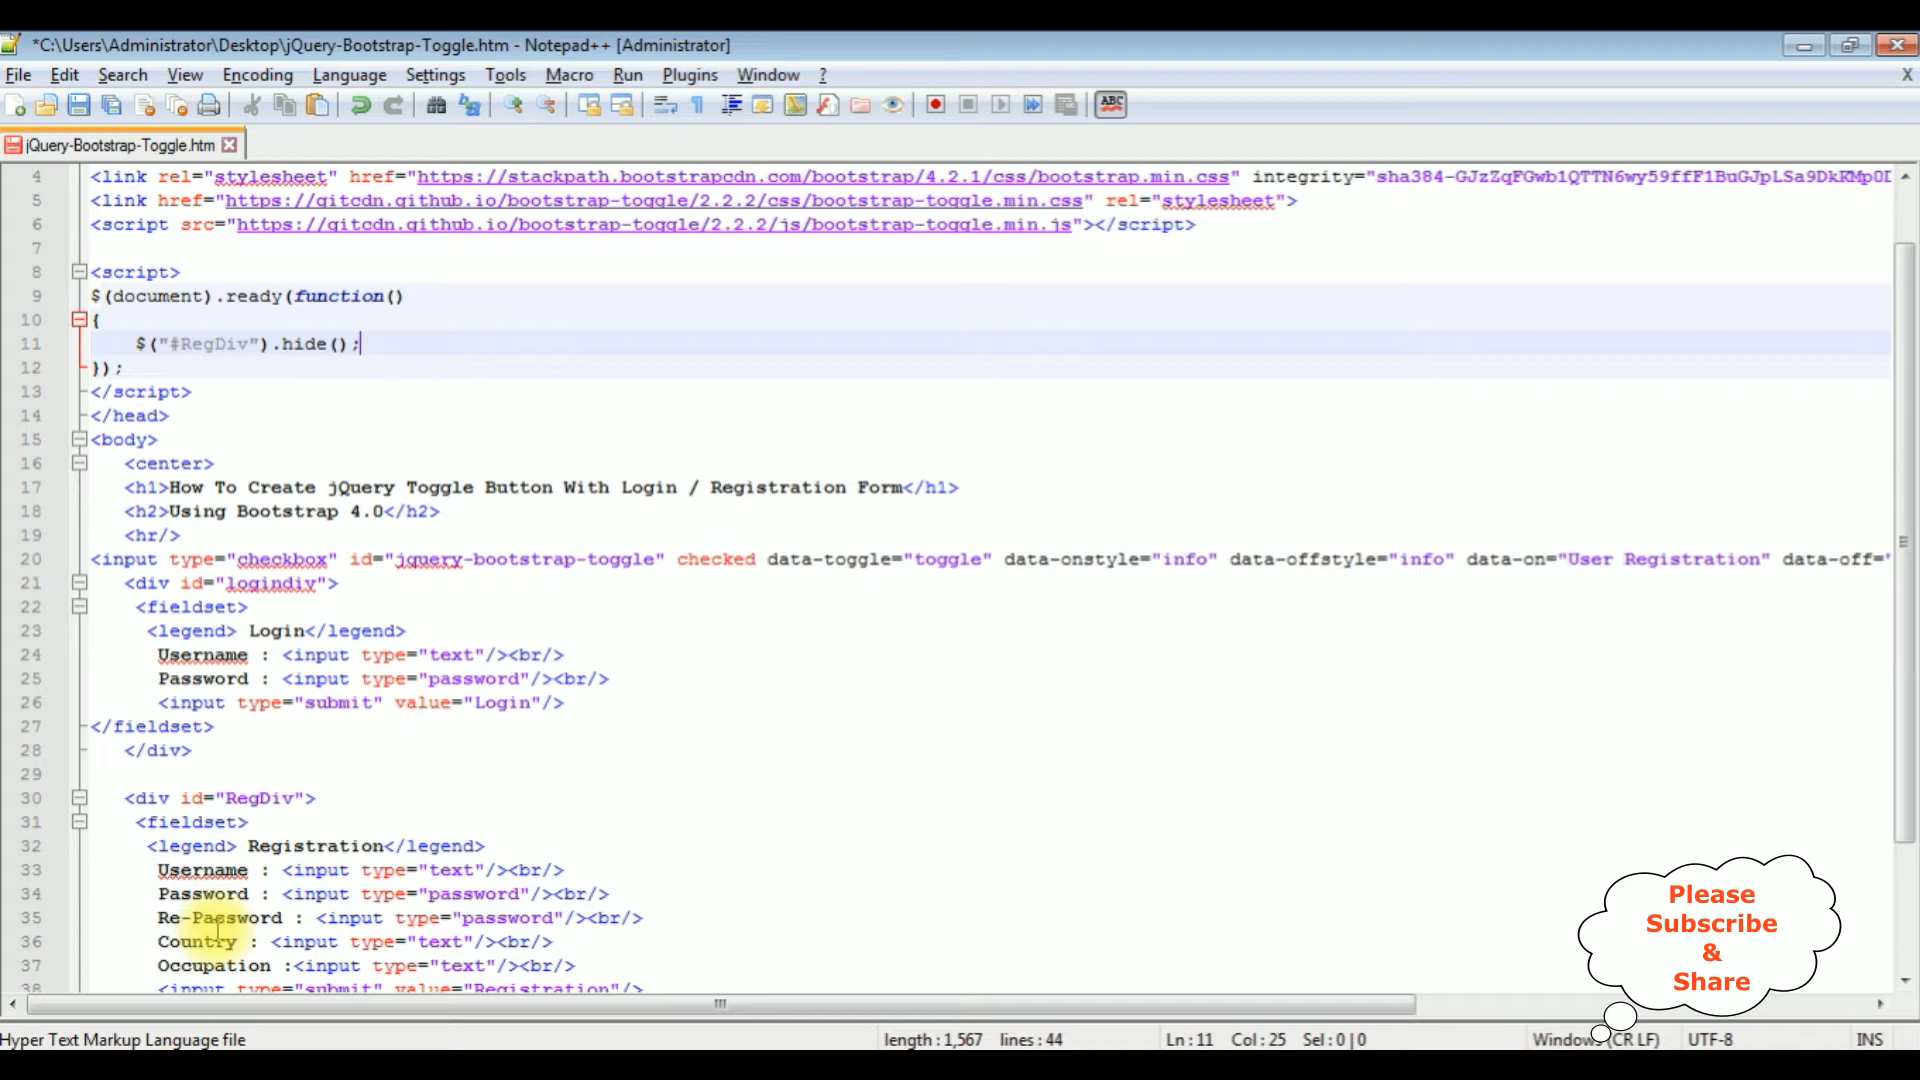 *C:\Users\Administrator\Desktop\jQuery-Bootstrap-Toggle.htm - Notepad++ [Administrator]
File Edit Search View Encoding Language Settings Tools Macro Run Plugins Window ? X
ABC
jQuery-Bootstrap-Toggle.htm
4 <link rel="stylesheet" href="https://stackpath.bootstrapcdn.com/bootstrap/4.2.1/css/bootstrap.min.css" integrity="sha384-GJzZqFGwb1QTTN6wy59ffF1BuGJpLSa9DkKMp0D
5 <link href="https://gitcdn.github.io/bootstrap-toggle/2.2.2/css/bootstrap-toggle.min.css" rel="stylesheet">
6 <script src="https://gitcdn.github.io/bootstrap-toggle/2.2.2/js/bootstrap-toggle.min.js"></script>
7
8 <script>
9 $(document).ready(function()
10 {
11 $("#RegDiv").hide();
12 });
13 </script>
14 </head>
15 <body>
16 <center>
17 <h1>How To Create jQuery Toggle Button With Login / Registration Form</h1>
18 <h2>Using Bootstrap 4.0</h2>
19 <hr/>
20 <input type="checkbox" id="jquery-bootstrap-toggle" checked data-toggle="toggle" data-onstyle="info" data-offstyle="info" data-on="User Registration" data-off="
21 <div id="logindiv">
22 <fieldset>
23 <legend> Login</legend>
24 Username : <input type="text"/><br/>
25 Password : <input type="password"/><br/>
26 <input type="submit" value="Login"/>
27 </fieldset>
28 </div>
29
30 <div id="RegDiv">
31 <fieldset>
32 <legend> Registration</legend>
33 Username : <input type="text"/><br/>
34 Password : <input type="password"/><br/>
35 Re-Password : <input type="password"/><br/>
36 Country : <input type="text"/><br/>
37 Occupation :<input type="text"/><br/>
38 <input type="submit" value="Registration"/>
Please
Subscribe
&
Share
Hyper Text Markup Language file length : 1,567 lines : 44 Ln : 11 Col : 25 Sel : 0 | 0 Windows (CR LF) UTF-8 INS